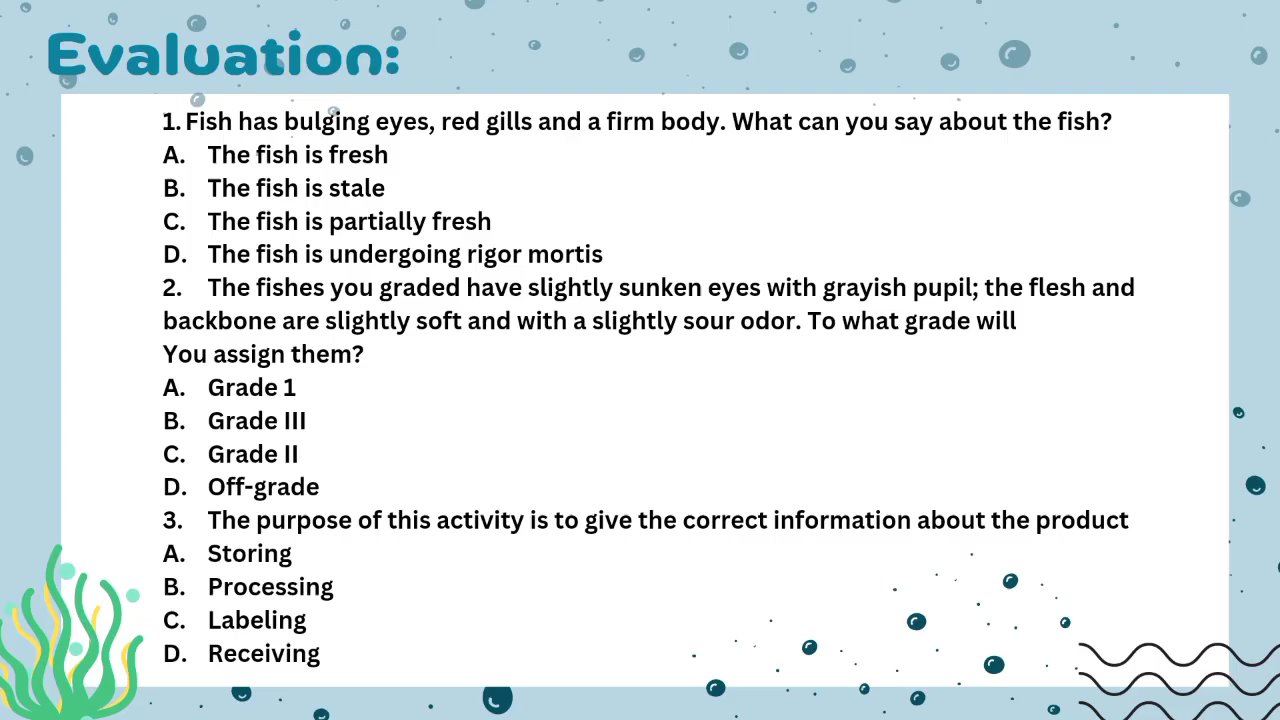 Evaluation:
1. Fish has bulging eyes, red gills and a firm body. What can you say about the fish?
A. The fish is fresh
B. The fish is stale
C. The fish is partially fresh
D. The fish is undergoing rigor mortis
2. The fishes you graded have slightly sunken eyes with grayish pupil; the flesh and
backbone are slightly soft and with a slightly sour odor. To what grade will
You assign them?
A. Grade 1
B. Grade III
C. Grade II
D. Off-grade
3. The purpose of this activity is to give the correct information about the product
A. Storing
B. Processing
C. Labeling
D. Receiving